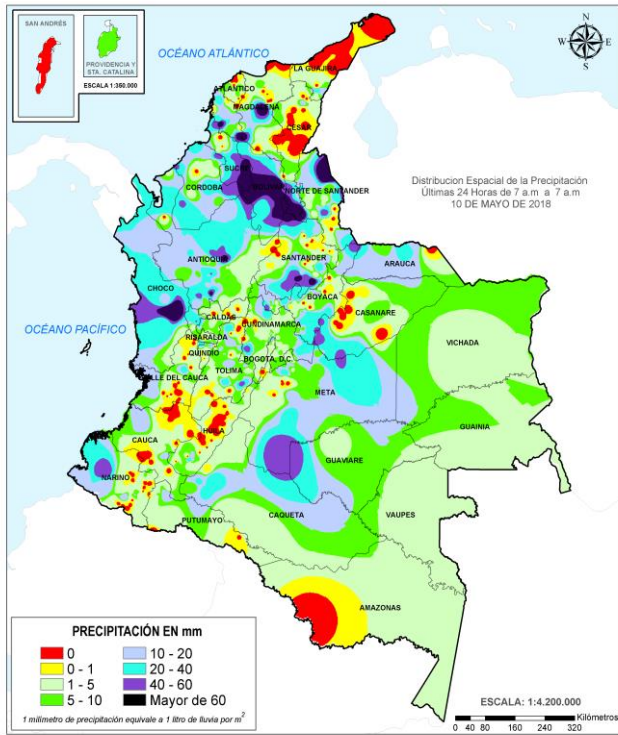 SAN ANDRÉS
PROVIDENCIA Y
STA. CATALINA
ESCALA 1:350.000
OCÉANO ATLÁNTICO
N
W
E
S
LA GUAJIRA
ATLANTICO
MAGDALENA
CESAR
SUCRE
CORDOBA
BOLIVAR
NORTE DE SANTANDER
Distribucion Espacial de la Precipitación
Últimas 24 Horas de 7 a.m a 7 a.m
10 DE MAYO DE 2018
ANTIOQUIA
SANTANDER
ARAUCA
CHOCO
BOYACA
CASANARE
OCÉANO PACÍFICO
CALDAS
CUNDINAMARCA
RISARALDA
VICHADA
QUINDIO
BOGOTA, D.C.
TOLIMA
VALLE DEL CAUCA
META
GUAINIA
HUILA
CAUCA
GUAVIARE
NARIÑO
CAQUETA
VAUPES
PUTUMAYO
AMAZONAS
PRECIPITACIÓN EN mm
0
10 - 20
0 - 1
20 - 40
1 - 5
40 - 60
5 - 10
Mayor de 60
1 milimetro de precipitación equivale a 1 litro de lluvia por m²
ESCALA: 1:4.200.000
Kilómetros
0 40 80 160 240 320